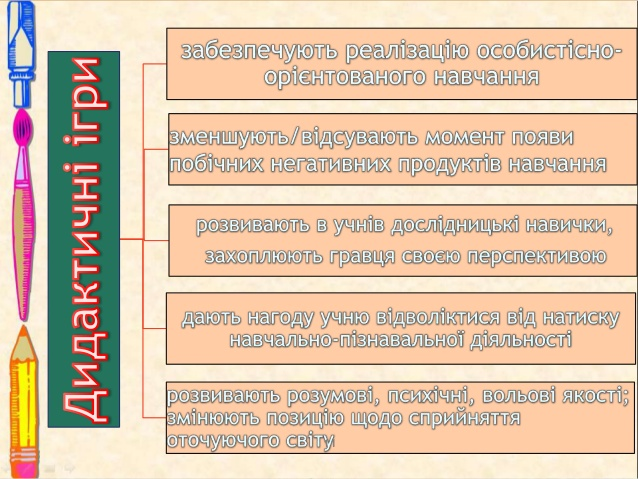 Дидактичні ігри
забезпечують реалізацію особистісно-
орієнтованого навчання
зменшують/відсувають момент появи
побічних негативних продуктів навчання
розвивають в учнів дослідницькі навички,
захоплюють гравця своєю перспективою
дають нагоду учню відволіктися від натиску
навчально-пізнавальної діяльності
розвивають розумові, психічні, вольові якості;
змінюють позицію щодо сприйняття
оточуючого світу